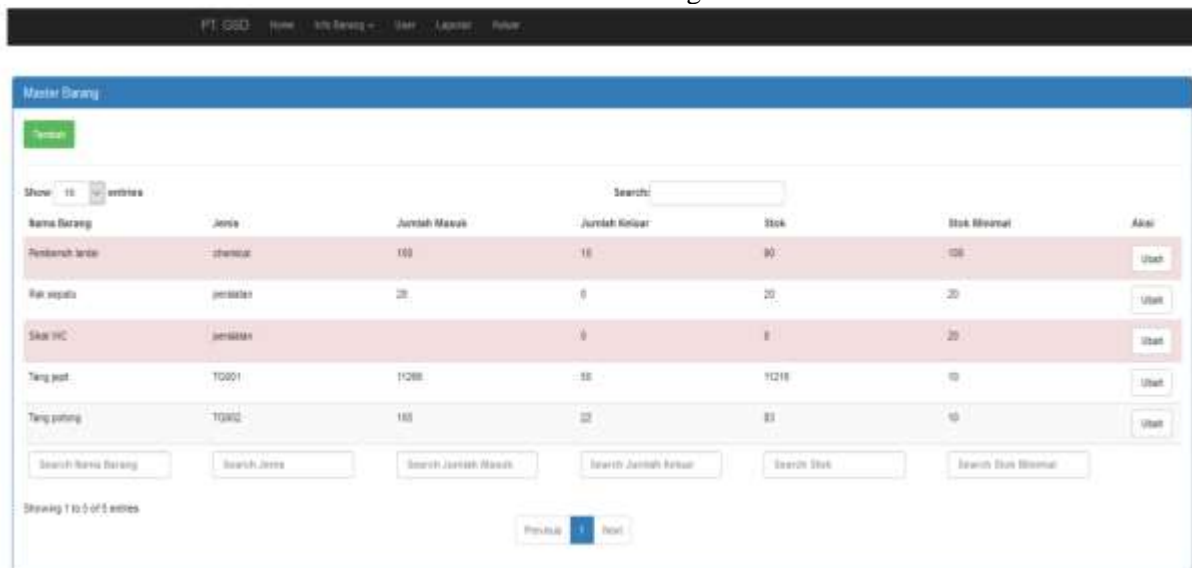 PT. GSD Home Info Barang User Laporan Keluar
Master Barang
Tambah
Show 10 entries Search:
Nama Barang Jenis Jumlah Masuk Jumlah Keluar Stok Stok Minimal Aksi
Pembersih lantai chemical 100 10 90 100 Ubah
Rak sepatu peralatan 20 0 20 20 Ubah
Sikat WC peralatan 0 0 20 Ubah
Tang jepit TG001 50 10 Ubah
Tang potong TG002 22 83 10 Ubah
Search Nama Barang Search Jenis Search Jumlah Masuk Search Jumlah Keluar Search Stok Search Stok Minimal
Showing 1 to 5 of 5 entries
Previous 1 Next